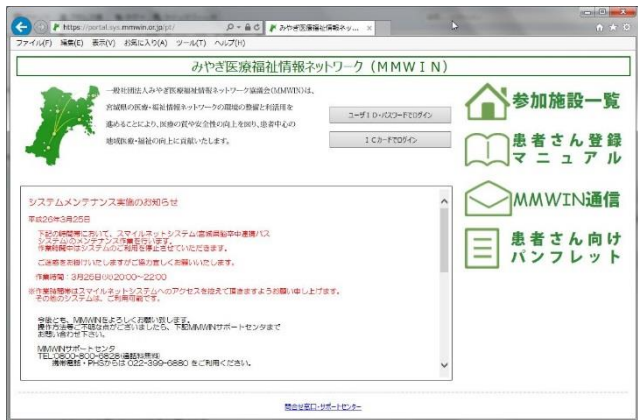 https://portal.sys.mmwin.or.jp/pt/
みやぎ医療福祉情報ネッ...
ファイル(F) 編集(E) 表示(V) お気に入り(A) ツール(T) ヘルプ(H)
みやぎ医療福祉情報ネットワーク（ＭＭＷＩＮ）
一般社団法人みやぎ医療福祉情報ネットワーク協議会(MMWIN)は、
宮城県の医療・福祉情報ネットワークの環境の整備と利活用を
進めることにより、医療の質や安全性の向上を図り、患者中心の
地域医療・福祉の向上に貢献いたします。
ユーザＩＤ・パスワードでログイン
ＩＣカードでログイン
参加施設一覧
患者さん登録
マニュアル
MMWIN通信
患者さん向け
パンフレット
システムメンテナンス実施のお知らせ
平成26年3月25日
下記の時間帯において、スマイルネットシステム(宮城県脳卒中連携パス
システム)のメンテナンス作業を行います。
作業時間中はシステムのご利用を停止させていただきます。
ご迷惑をお掛けいたしますがご協力宜しくお願いいたします。
作業時間：3月25日(火)20:00～22:00
※作業時間帯はスマイルネットシステムへのアクセスを控えて頂きますようお願い申し上げます。
その他のシステムは、ご利用可能です。
今後とも、MMWINをよろしくお願い致します。
操作方法等ご不明な点がございましたら、下記MMWINサポートセンタまで
お問い合わせ下さい。
MMWINサポートセンタ
TEL:0800-800-6828(通話料無料)
携帯電話・PHSからは 022-399-6880 をご利用ください。
問合せ窓口・サポートセンター